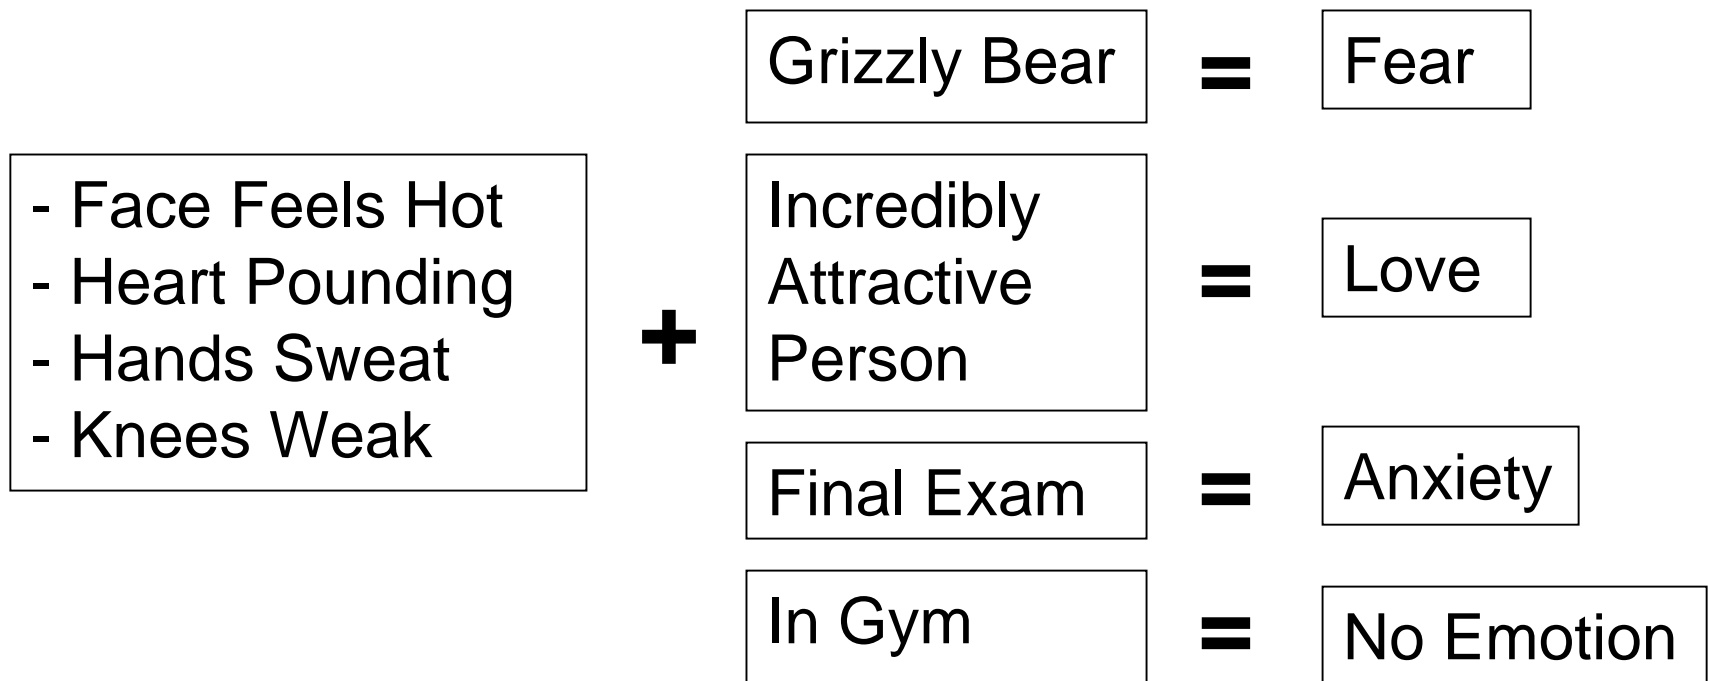 Grizzly Bear = Fear
- Face Feels Hot
- Heart Pounding
- Hands Sweat
- Knees Weak
+
Incredibly
Attractive
Person
= Love
Final Exam = Anxiety
In Gym = No Emotion